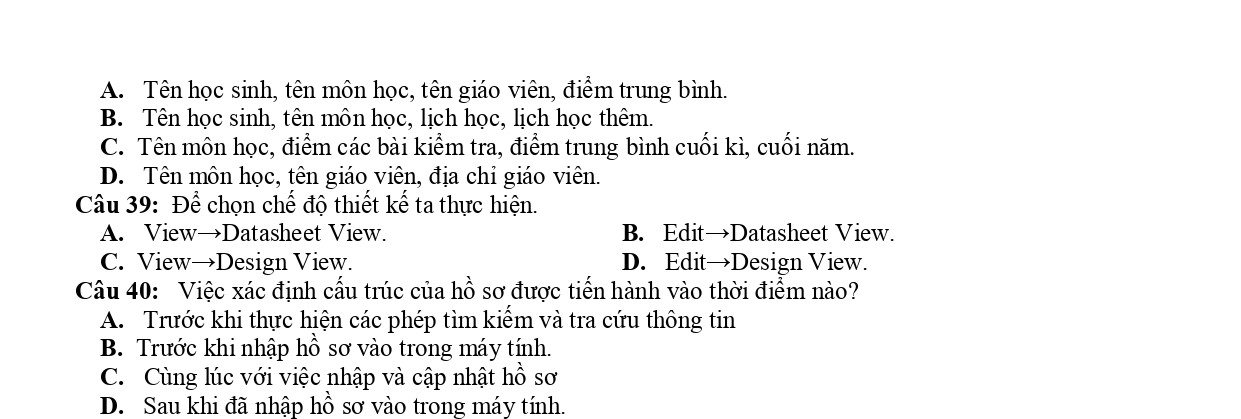 A. Tên học sinh, tên môn học, tên giáo viên, điểm trung bình.
B. Tên học sinh, tên môn học, lịch học, lịch học thêm.
C. Tên môn học, điểm các bài kiểm tra, điểm trung bình cuối kì, cuối năm.
D. Tên môn học, tên giáo viên, địa chỉ giáo viên.
Câu 39: Để chọn chế độ thiết kế ta thực hiện.
A. View→Datasheet View. B. Edit→Datasheet View.
C. View→Design View. D. Edit→Design View.
Câu 40: Việc xác định cấu trúc của hồ sơ được tiến hành vào thời điểm nào?
A. Trước khi thực hiện các phép tìm kiếm và tra cứu thông tin
B. Trước khi nhập hồ sơ vào trong máy tính.
C. Cùng lúc với việc nhập và cập nhật hồ sơ
D. Sau khi đã nhập hồ sơ vào trong máy tính.